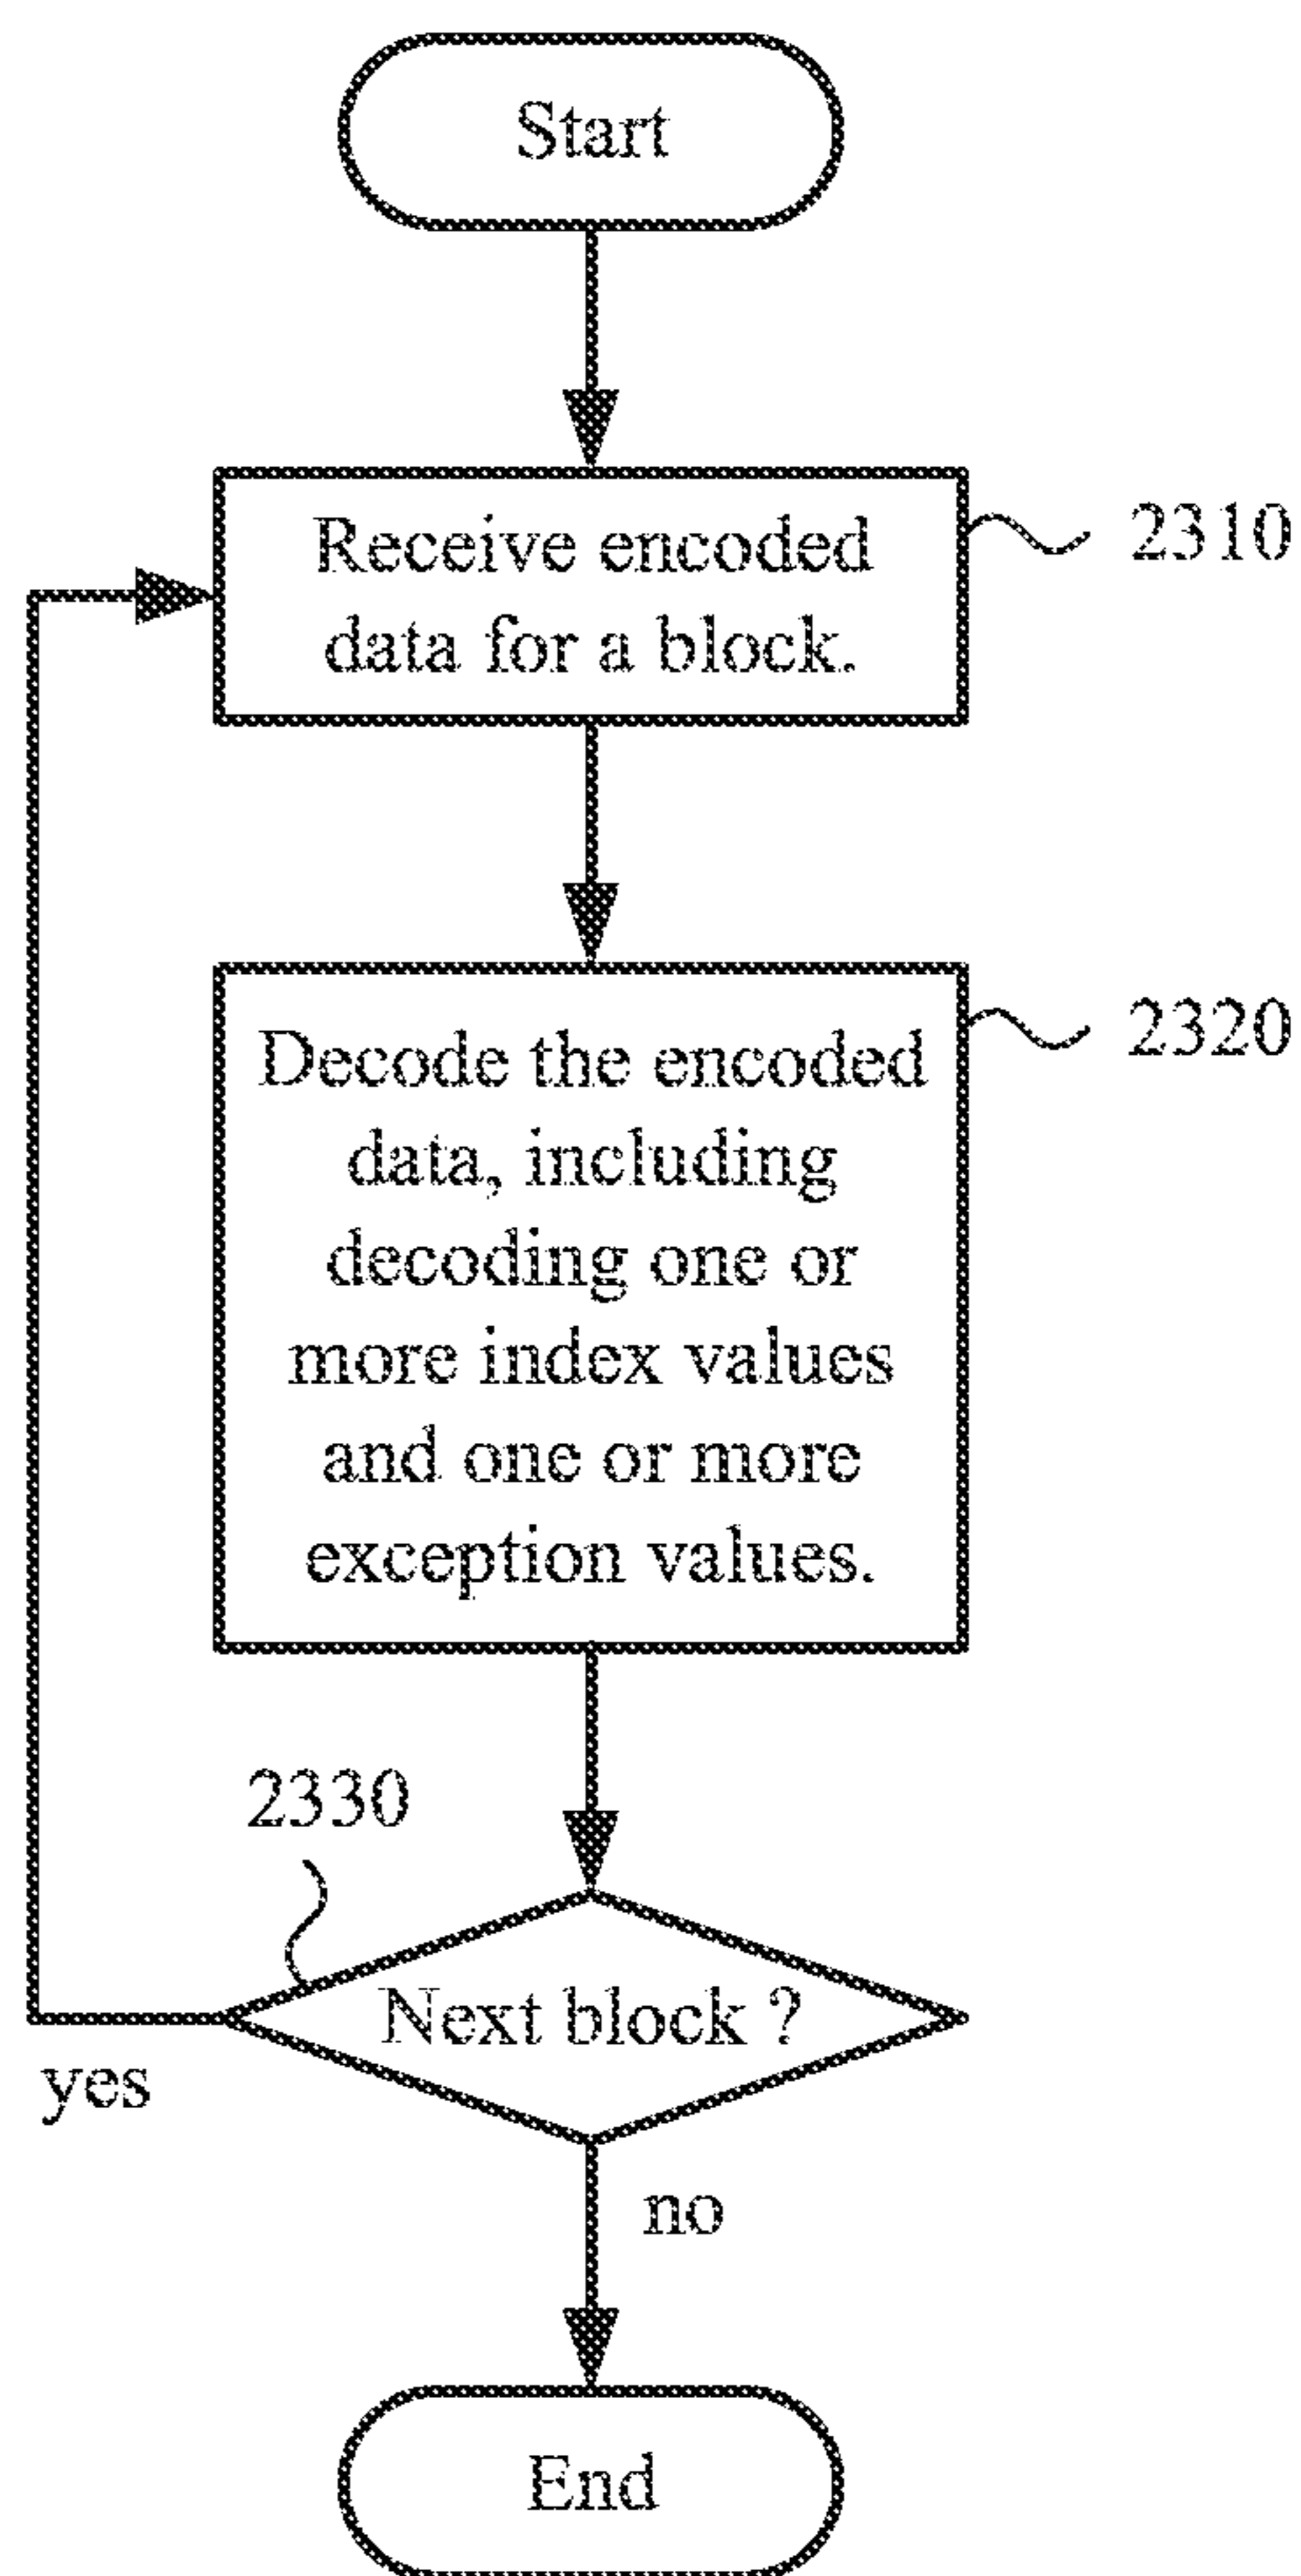 Start
Receive encoded
data for a block.
2310
Decode the encoded
data, including
decoding one or
more index values
and one or more
exception values.
2320
2330
Next block ?
yes
no
End